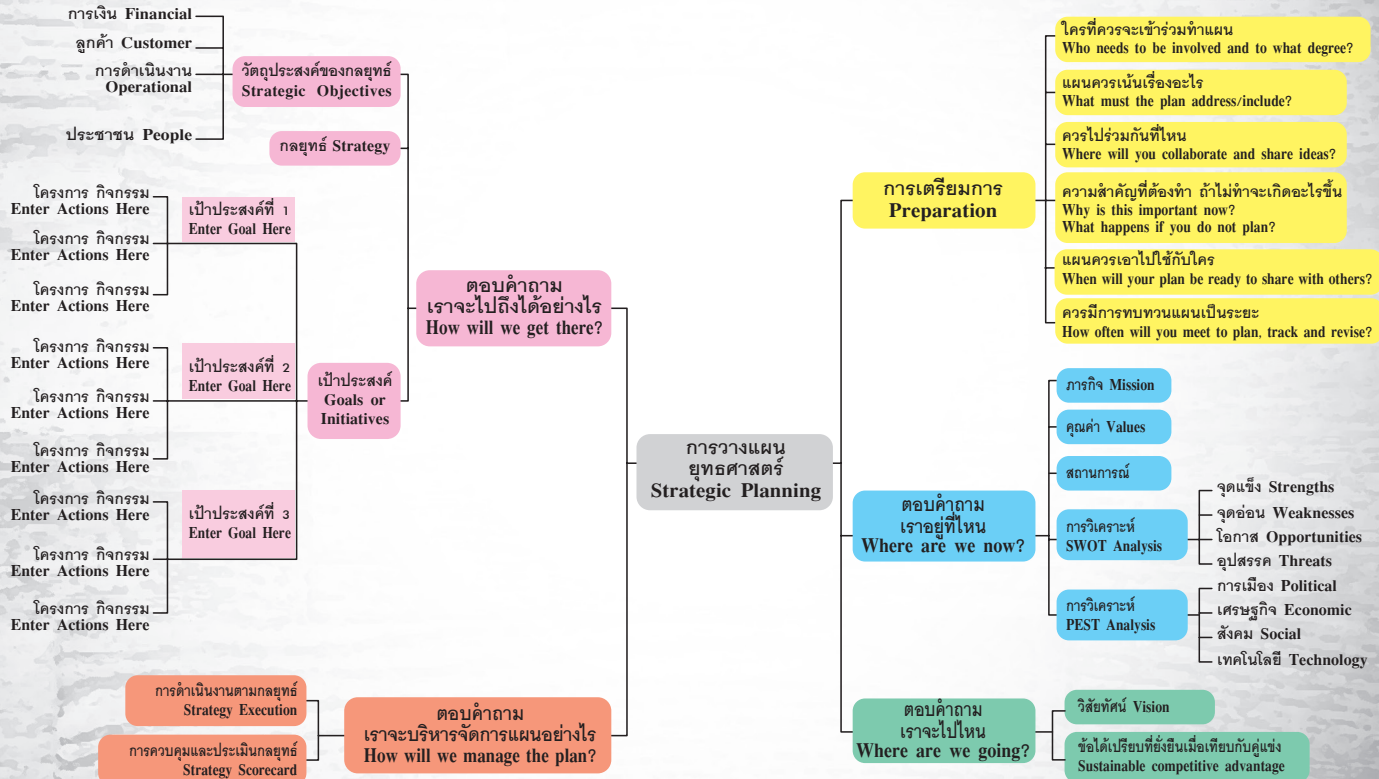 การเงิน Financial
ลูกค้า Customer
การดำเนินงาน
Operational
ประชาชน People
วัตถุประสงค์ของกลยุทธ์
Strategic Objectives
กลยุทธ์ Strategy
โครงการ กิจกรรม
Enter Actions Here
โครงการ กิจกรรม
Enter Actions Here
โครงการ กิจกรรม
Enter Actions Here
เป้าประสงค์ที่ 1
Enter Goal Here
โครงการ กิจกรรม
Enter Actions Here
โครงการ กิจกรรม
Enter Actions Here
โครงการ กิจกรรม
Enter Actions Here
เป้าประสงค์ที่ 2
Enter Goal Here
โครงการ กิจกรรม
Enter Actions Here
โครงการ กิจกรรม
Enter Actions Here
โครงการ กิจกรรม
Enter Actions Here
เป้าประสงค์ที่ 3
Enter Goal Here
เป้าประสงค์
Goals or
Initiatives
ตอบคำถาม
เราจะไปถึงได้อย่างไร
How will we get there?
การดำเนินงานตามกลยุทธ์
Strategy Execution
การควบคุมและประเมินกลยุทธ์
Strategy Scorecard
ตอบคำถาม
เราจะบริหารจัดการแผนอย่างไร
How will we manage the plan?
การวางแผน
ยุทธศาสตร์
Strategic Planning
การเตรียมการ
Preparation
ใครที่ควรจะเข้าร่วมทำแผน
Who needs to be involved and to what degree?
แผนควรเน้นเรื่องอะไร
What must the plan address/include?
ควรไปร่วมกันที่ไหน
Where will you collaborate and share ideas?
ความสำคัญที่ต้องทำ ถ้าไม่ทำจะเกิดอะไรขึ้น
Why is this important now?
What happens if you do not plan?
แผนควรเอาไปใช้กับใคร
When will your plan be ready to share with others?
ควรมีการทบทวนแผนเป็นระยะ
How often will you meet to plan, track and revise?
ตอบคำถาม
เราอยู่ที่ไหน
Where are we now?
ภารกิจ Mission
คุณค่า Values
สถานการณ์
การวิเคราะห์
SWOT Analysis
จุดแข็ง Strengths
จุดอ่อน Weaknesses
โอกาส Opportunities
อุปสรรค Threats
การวิเคราะห์
PEST Analysis
การเมือง Political
เศรษฐกิจ Economic
สังคม Social
เทคโนโลยี Technology
ตอบคำถาม
เราจะไปไหน
Where are we going?
วิสัยทัศน์ Vision
ข้อได้เปรียบที่ยั่งยืนเมื่อเทียบกับคู่แข่ง
Sustainable competitive advantage